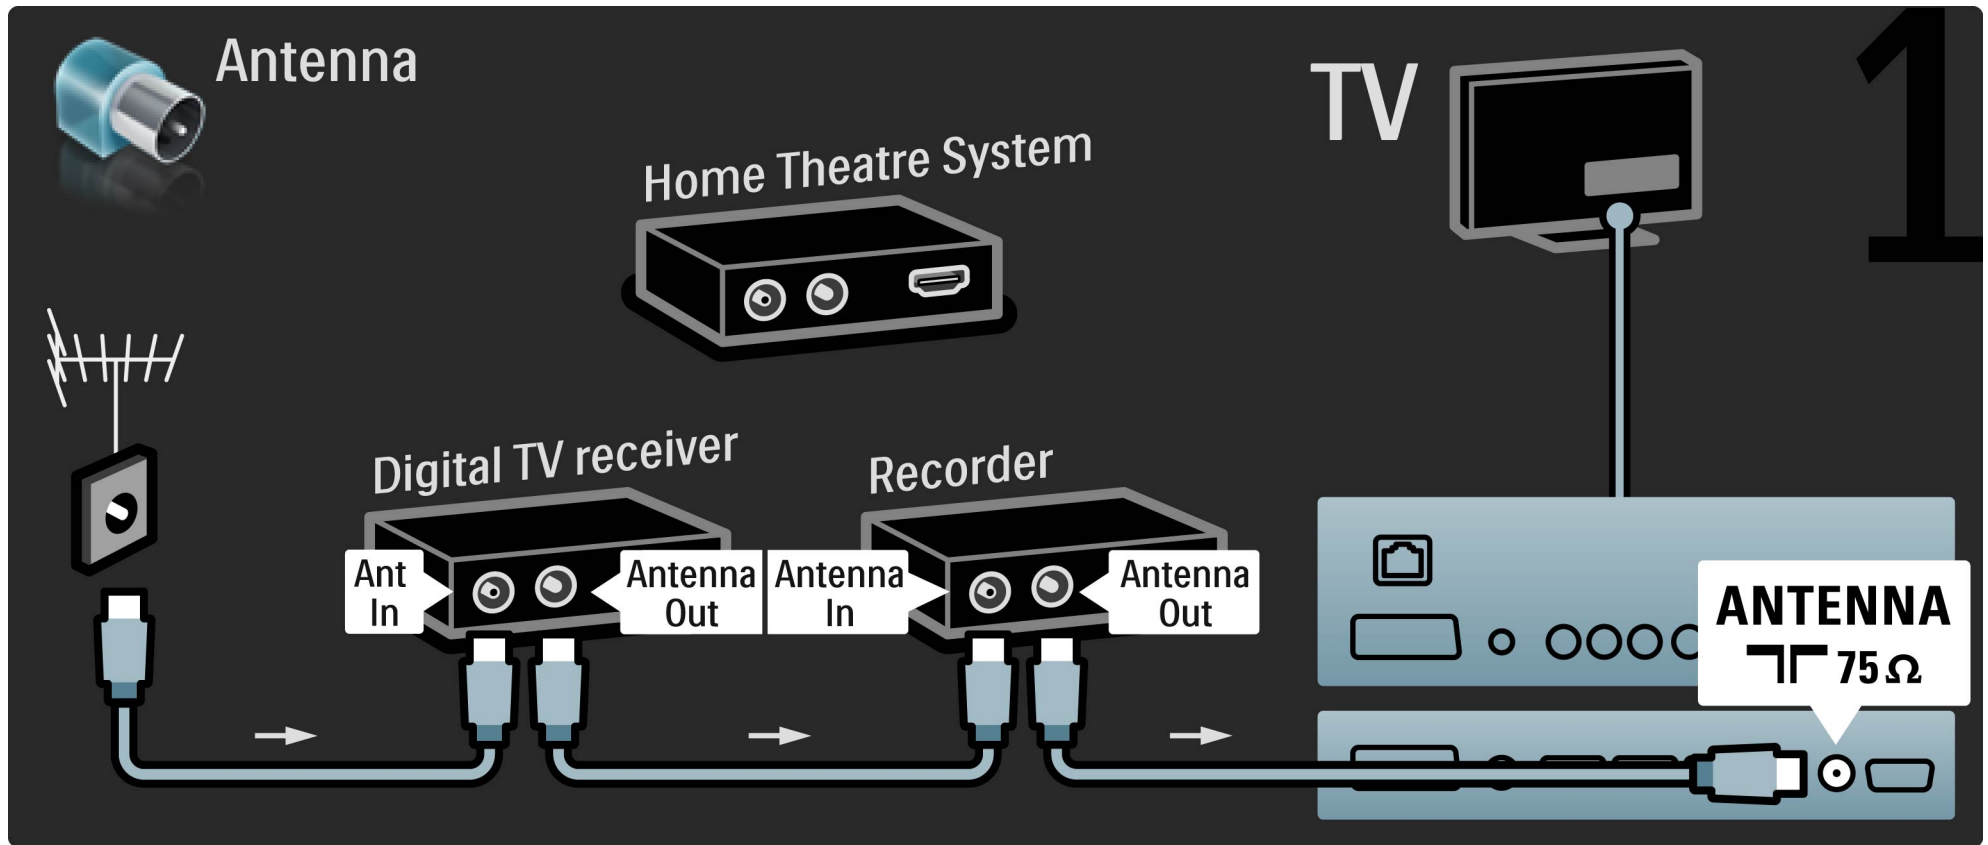 Antenna
TV
1
Home Theatre System
Digital TV receiver
Recorder
Ant
In
Antenna
Out
Antenna
In
Antenna
Out
ANTENNA
75 Ω